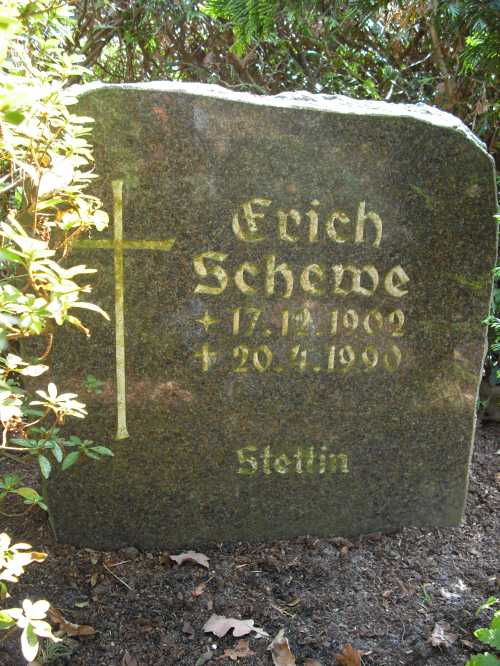 Erich
Schewe
✦ 17.12.1902
✝ 20.4.1990
Stettin